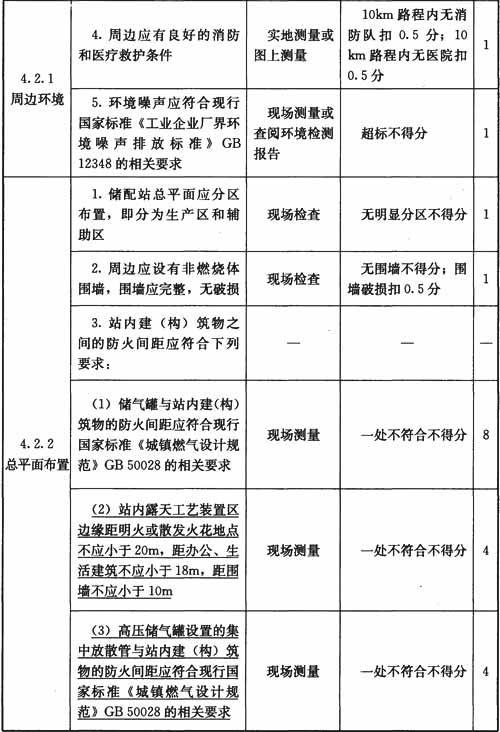 4.2.1
周边环境
4. 周边应有良好的消防
和医疗救护条件
实地测量或
图上测量
10km 路程内无消
防队扣 0.5 分；10
km 路程内无医院扣
0.5 分
1
5. 环境噪声应符合现行
国家标准《工业企业厂界环
境噪声排放标准》GB
12348 的相关要求
现场测量或
查阅环境检测
报告
超标不得分
1
4.2.2
总平面布置
1. 储配站总平面应分区
布置，即分为生产区和辅
助区
现场检查
无明显分区不得分
1
2. 周边应设有非燃烧体
围墙，围墙应完整，无破损
现场检查
无围墙不得分；围
墙破损扣 0.5 分
1
3. 站内建（构）筑物之
间的防火间距应符合下列
要求：
—
—
—
（1）储气罐与站内建（构）
筑物的防火间距应符合现行
国家标准《城镇燃气设计规
范》GB 50028 的相关要求
现场测量
一处不符合不得分
8
（2）站内露天工艺装置区
边缘距明火或散发火花地点
不应小于 20m，距办公、生
活建筑不应小于 18m，距围
墙不应小于 10m
现场测量
一处不符合不得分
4
（3）高压储气罐设置的集
中放散管与站内建（构）筑
物的防火间距应符合现行国
家标准《城镇燃气设计规
范》GB 50028 的相关要求
现场测量
一处不符合不得分
4